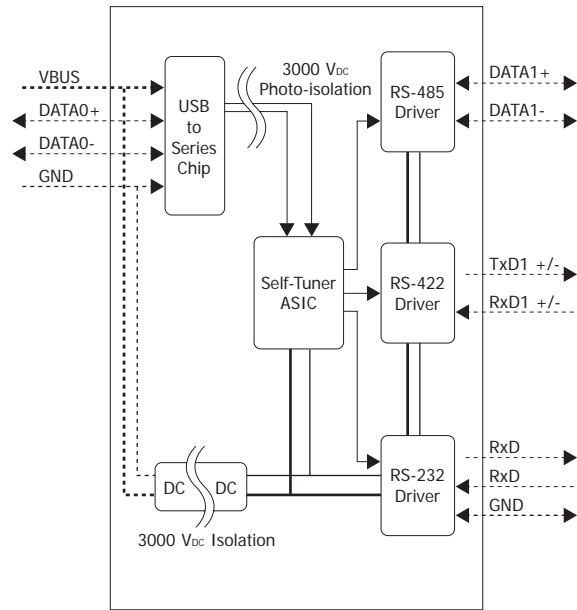 VBUS
DATA0+
DATA0-
GND
USB
to
Series
Chip
3000 VDC
Photo-isolation
RS-485
Driver
DATA1+
DATA1-
Self-Tuner
ASIC
RS-422
Driver
TxD1 +/-
RxD1 +/-
DC DC
3000 VDC Isolation
RS-232
Driver
RxD
RxD
GND